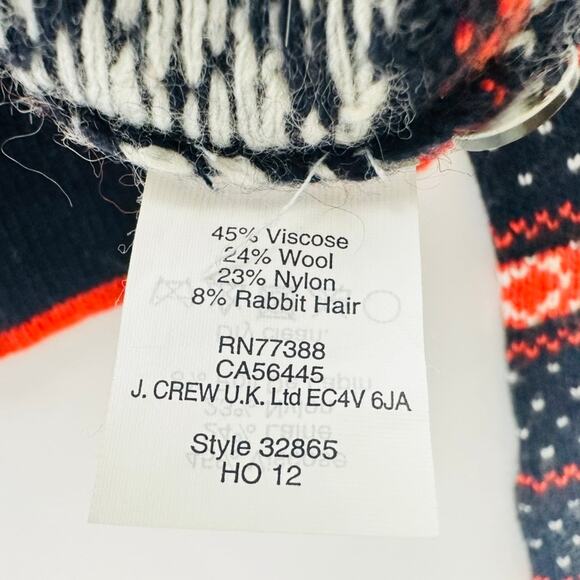 45% Viscose
24% Wool
23% Nylon
8% Rabbit Hair
RN77388
CA56445
J. CREW U.K. Ltd EC4V 6JA
Style 32865
HO 12